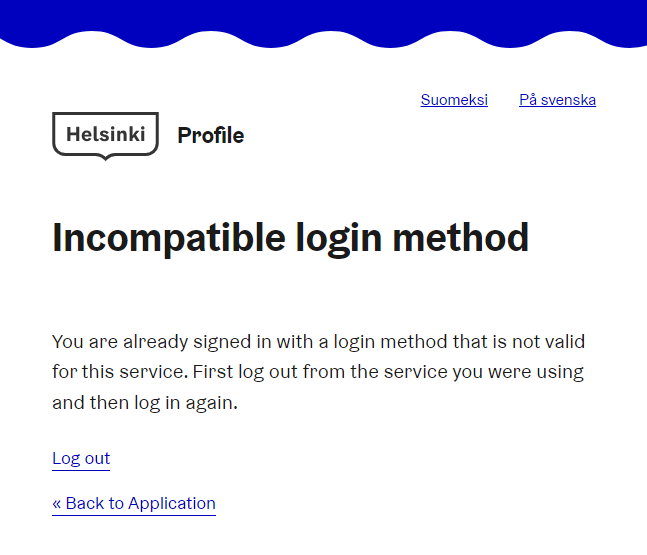 Suomeksi På svenska
Helsinki Profile
Incompatible login method
You are already signed in with a login method that is not valid
for this service. First log out from the service you were using
and then log in again.
Log out
« Back to Application